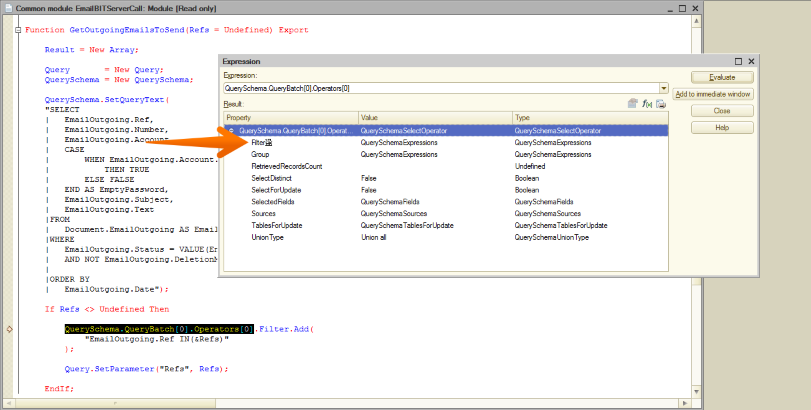 Common module EmailBITServerCall: Module [Read only]
Function GetOutgoingEmailsToSend(Refs = Undefined) Export
Result = New Array;
Query = New Query;
QuerySchema = New QuerySchema;
QuerySchema.SetQueryText(
"SELECT
| EmailOutgoing.Ref,
| EmailOutgoing.Number,
| EmailOutgoing.Account
| CASE
| WHEN EmailOutgoing.Account.
| THEN TRUE
| ELSE FALSE
| END AS EmptyPassword,
| EmailOutgoing.Subject,
| EmailOutgoing.Text
|FROM
| Document.EmailOutgoing AS Email
|WHERE
| EmailOutgoing.Status = VALUE(En
| AND NOT EmailOutgoing.DeletionM
|
|ORDER BY
| EmailOutgoing.Date");
If Refs <> Undefined Then
QuerySchema.QueryBatch[0].Operators[0].Filter.Add(
"EmailOutgoing.Ref IN(&Refs)"
);
Query.SetParameter("Refs", Refs);
EndIf;
Expression
Expression:
QuerySchema.QueryBatch[0].Operators[0]
Evaluate
Add to immediate window
Close
Help
Result:
Property Value Type
QuerySchema.QueryBatch[0].Operat... QuerySchemaSelectOperator QuerySchemaSelectOperator
Filter QuerySchemaExpressions QuerySchemaExpressions
Group QuerySchemaExpressions QuerySchemaExpressions
RetrievedRecordsCount Undefined
SelectDistinct False Boolean
SelectForUpdate False Boolean
SelectedFields QuerySchemaFields QuerySchemaFields
Sources QuerySchemaSources QuerySchemaSources
TablesForUpdate QuerySchemaTablesForUpdate QuerySchemaTablesForUpdate
UnionType Union all QuerySchemaUnionType